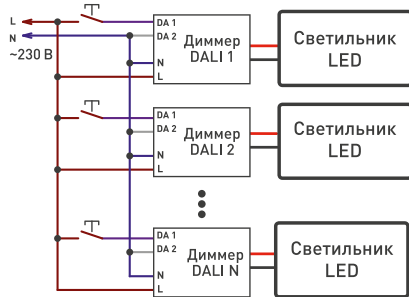 L
N
~230 В
DA 1
DA 2
N
L
Диммер
DALI 1
Светильник
LED
DA 1
DA 2
N
L
Диммер
DALI 2
Светильник
LED
DA 1
DA 2
N
L
Диммер
DALI N
Светильник
LED